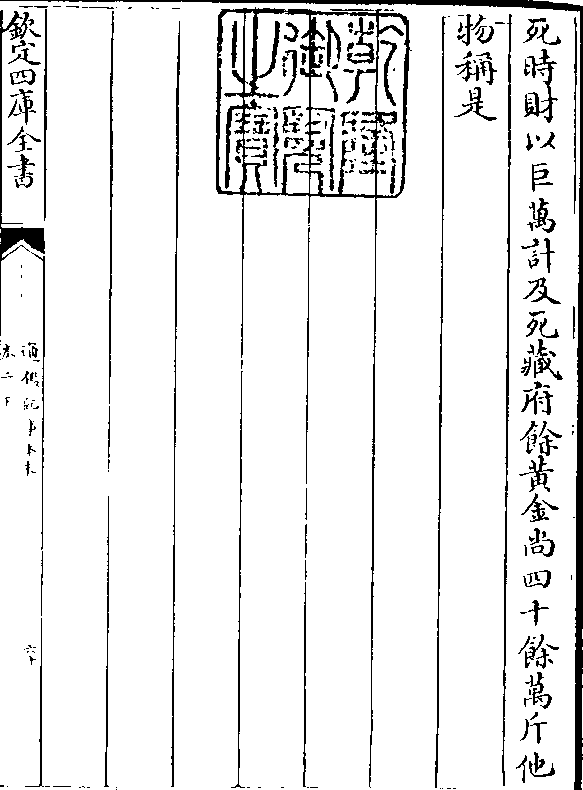 死時財以巨萬計及死藏府餘黄金尚四十餘萬斤他
物稱是
乾隆御覽之寶
欽定四庫全書
通鑑紀事本末
卷二下
六十